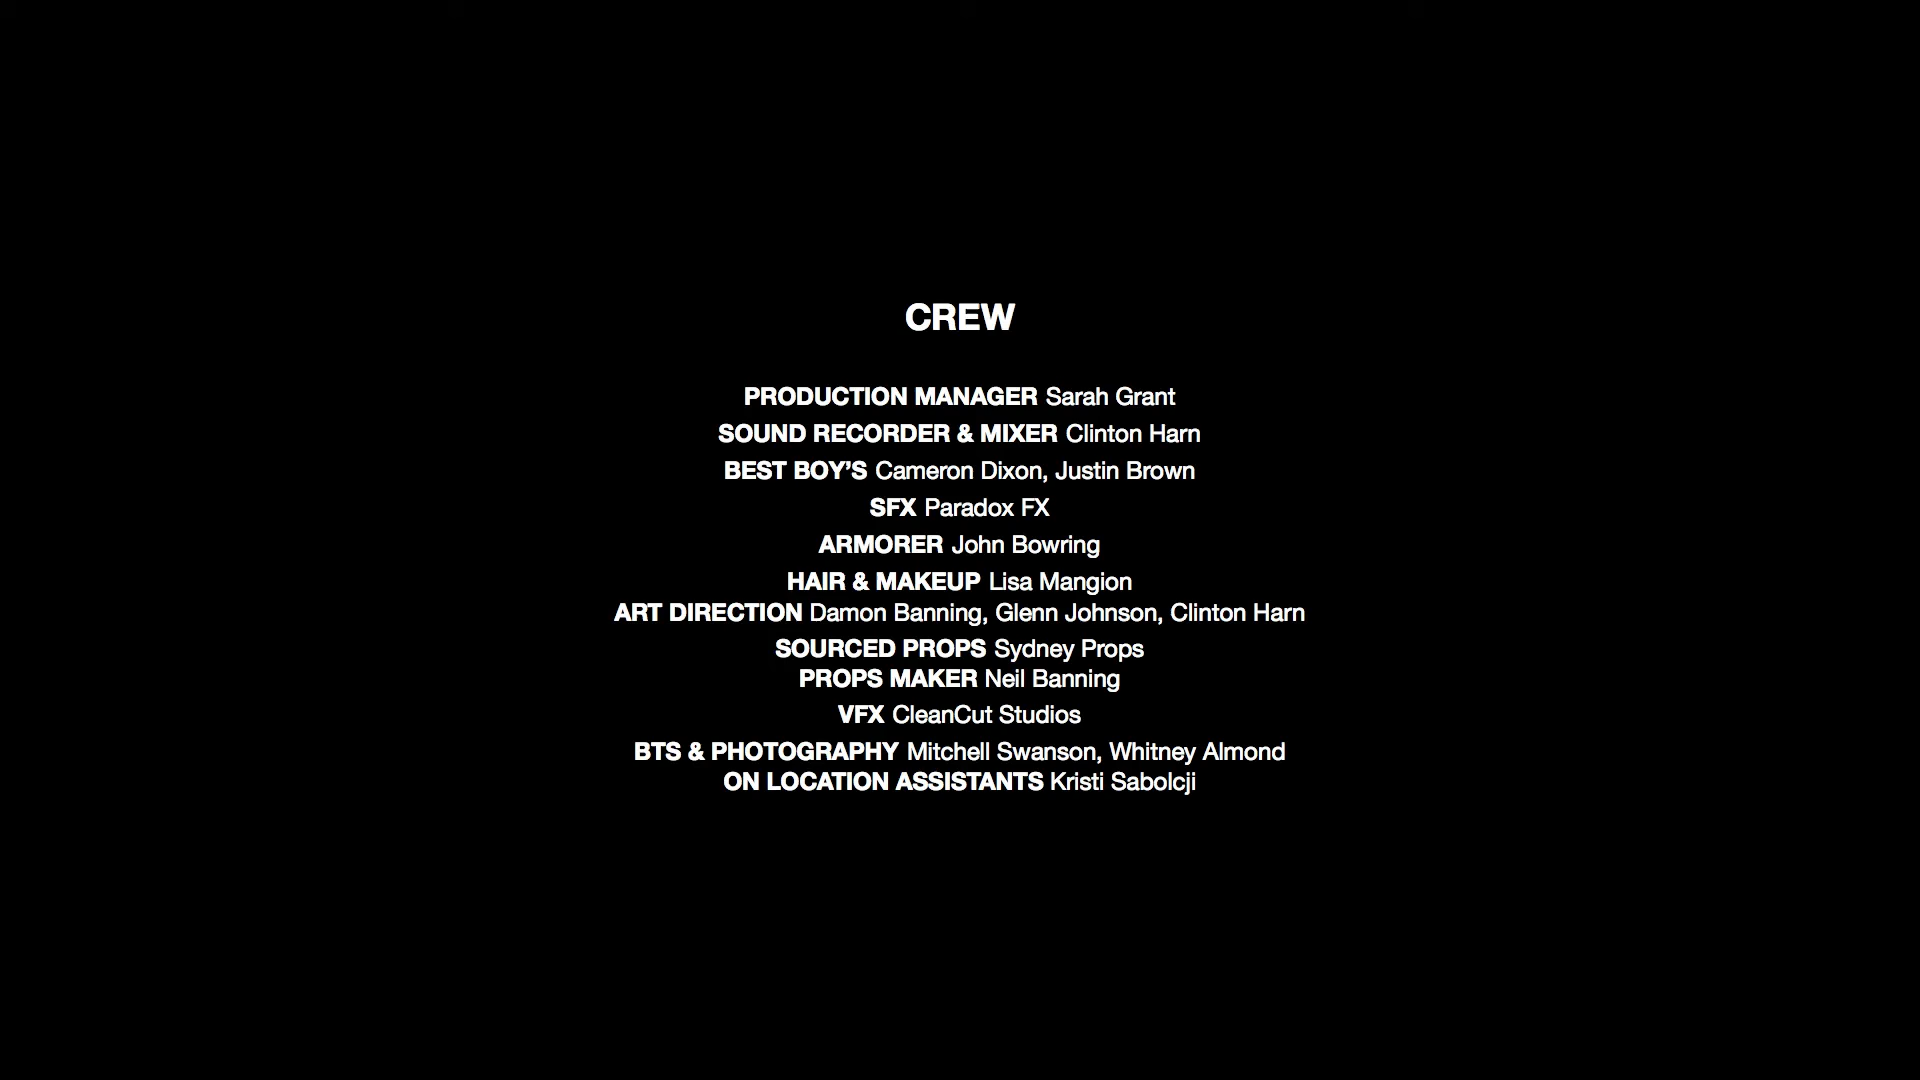 CREW
PRODUCTION MANAGER Sarah Grant
SOUND RECORDER & MIXER Clinton Harn
BEST BOY’S Cameron Dixon, Justin Brown
SFX Paradox FX
ARMORER John Bowring
HAIR & MAKEUP Lisa Mangion
ART DIRECTION Damon Banning, Glenn Johnson, Clinton Harn
SOURCED PROPS Sydney Props
PROPS MAKER Neil Banning
VFX CleanCut Studios
BTS & PHOTOGRAPHY Mitchell Swanson, Whitney Almond
ON LOCATION ASSISTANTS Kristi Sabolcji